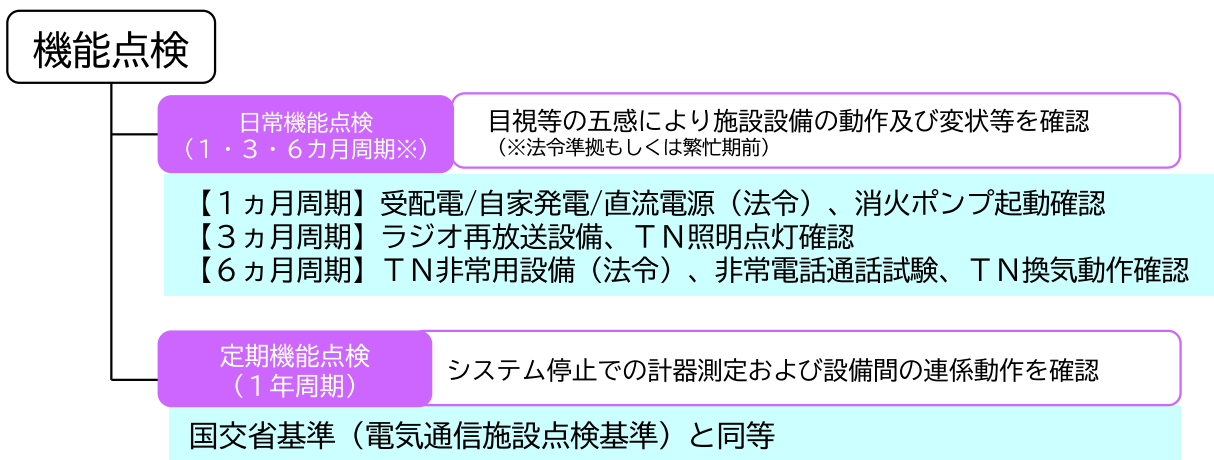 機能点検
日常機能点検
（１・３・６カ月周期※）
目視等の五感により施設設備の動作及び変状等を確認
（※法令準拠もしくは繁忙期前）
【１ヵ月周期】受配電/自家発電/直流電源（法令）、消火ポンプ起動確認
【３ヵ月周期】ラジオ再放送設備、ＴＮ照明点灯確認
【６ヵ月周期】ＴＮ非常用設備（法令）、非常電話通話試験、ＴＮ換気動作確認
定期機能点検
（１年周期）
システム停止での計器測定および設備間の連係動作を確認
国交省基準（電気通信施設点検基準）と同等